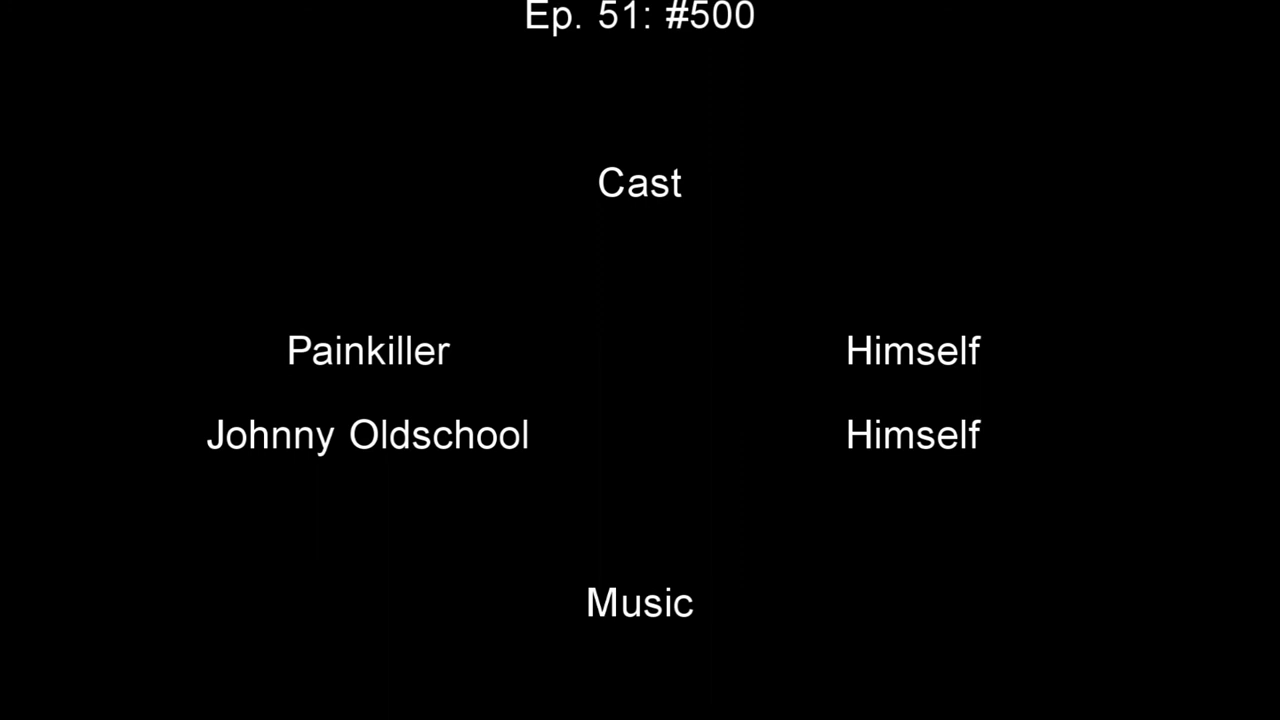 Ep. 51: #500
Cast
Painkiller Himself
Johnny Oldschool Himself
Music